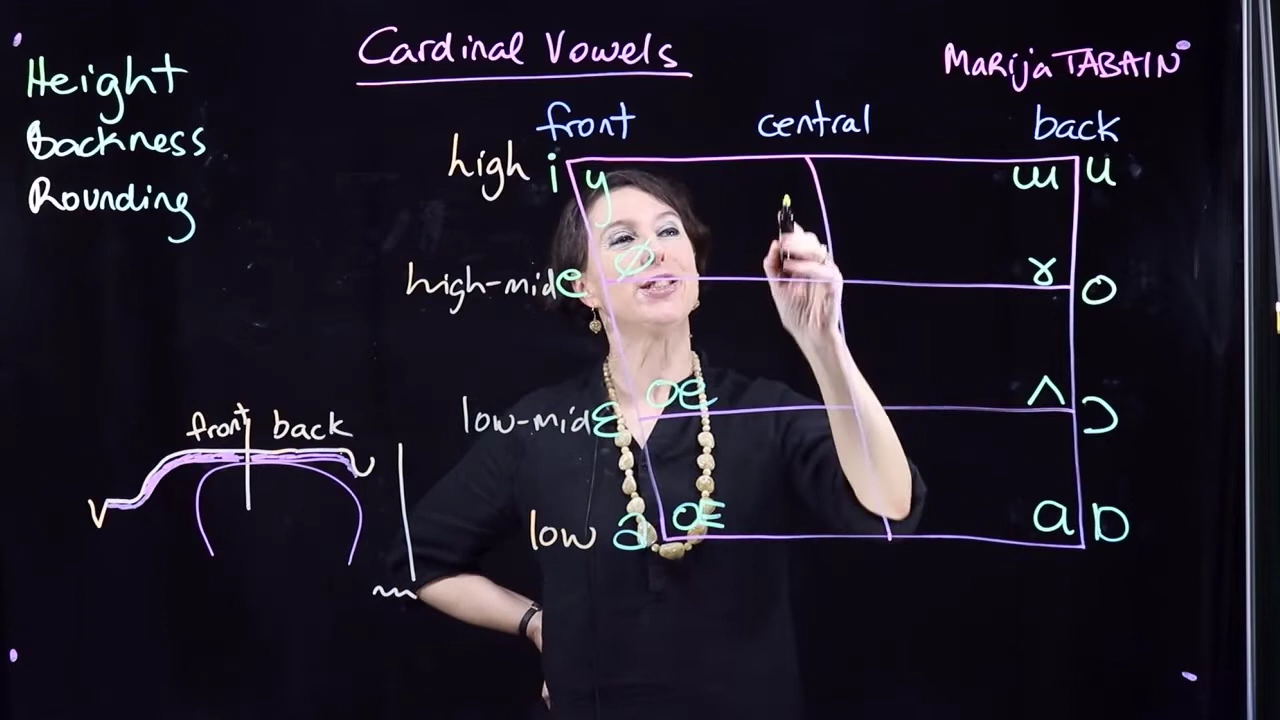 Cardinal Vowels
Marija TABAIN
Height
Backness
Rounding
front central back
high i y ɯ u
high-mid e ø ɤ o
low-mid ɛ œ ʌ ɔ
low a ɶ ɑ ɒ
front back